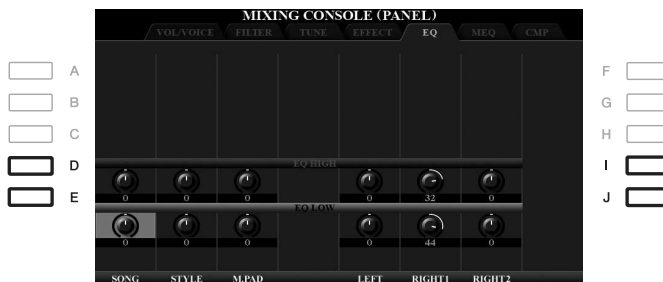 MIXING CONSOLE (PANEL)
VOL/VOICE FILTER TUNE EFFECT EQ MEQ CMP
A F
B G
C H
D EQ HIGH I
0 0 0 0 32 0
E EQ LOW J
0 0 0 0 44 0
SONG STYLE M.PAD LEFT RIGHT1 RIGHT2